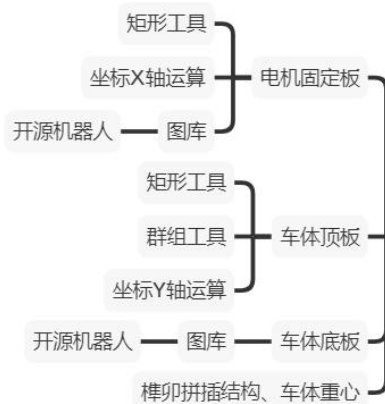 矩形工具
坐标X轴运算
电机固定板
开源机器人
图库
矩形工具
群组工具
车体顶板
坐标Y轴运算
开源机器人
图库
车体底板
榫卯拼插结构、车体重心